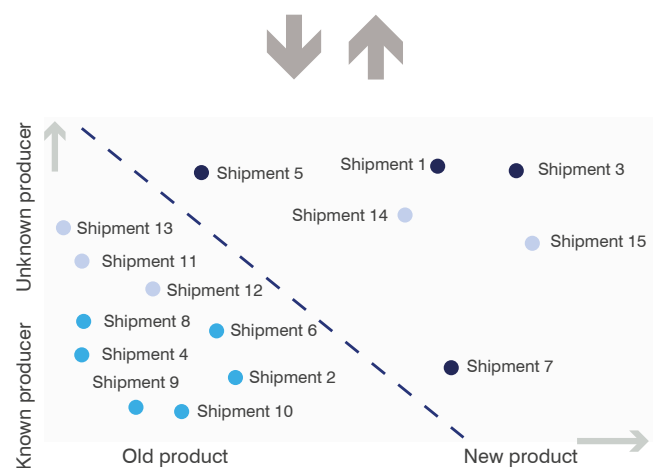 Unknown producer
Known producer
Shipment 5
Shipment 1
Shipment 3
Shipment 14
Shipment 13
Shipment 15
Shipment 11
Shipment 12
Shipment 8
Shipment 6
Shipment 4
Shipment 7
Shipment 9
Shipment 2
Shipment 10
Old product
New product